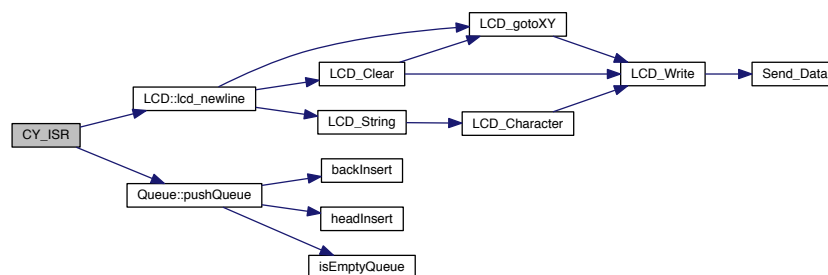 CY_ISR
LCD::lcd_newline
Queue::pushQueue
LCD_gotoXY
LCD_Clear
LCD_String
LCD_Character
LCD_Write
Send_Data
backInsert
headInsert
isEmptyQueue